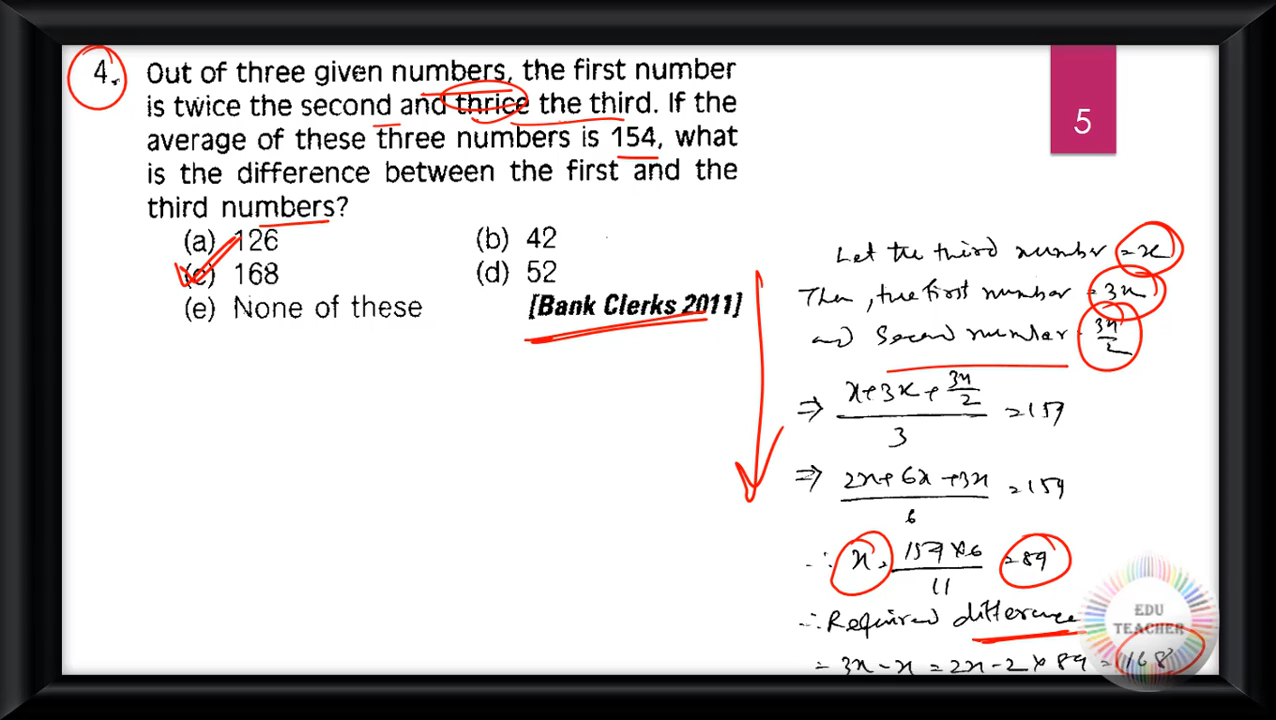 4.
Out of three given numbers, the first number
is twice the second and thrice the third. If the
average of these three numbers is 154, what
is the difference between the first and the
third numbers?
(a) 126
(b) 42
(c) 168
(d) 52
(e) None of these
[Bank Clerks 2011]
5
Let the third number = x
Then, the first number = 3x
and Second number = 3x/2
⇒ (x+3x+3x/2)/3 = 154
⇒ (2x+6x+3x)/6 = 154
∴ x = (154×6)/11 = 84
∴ Required difference
= 3x-x = 2x = 2×84 = 168
EDU
TEACHER